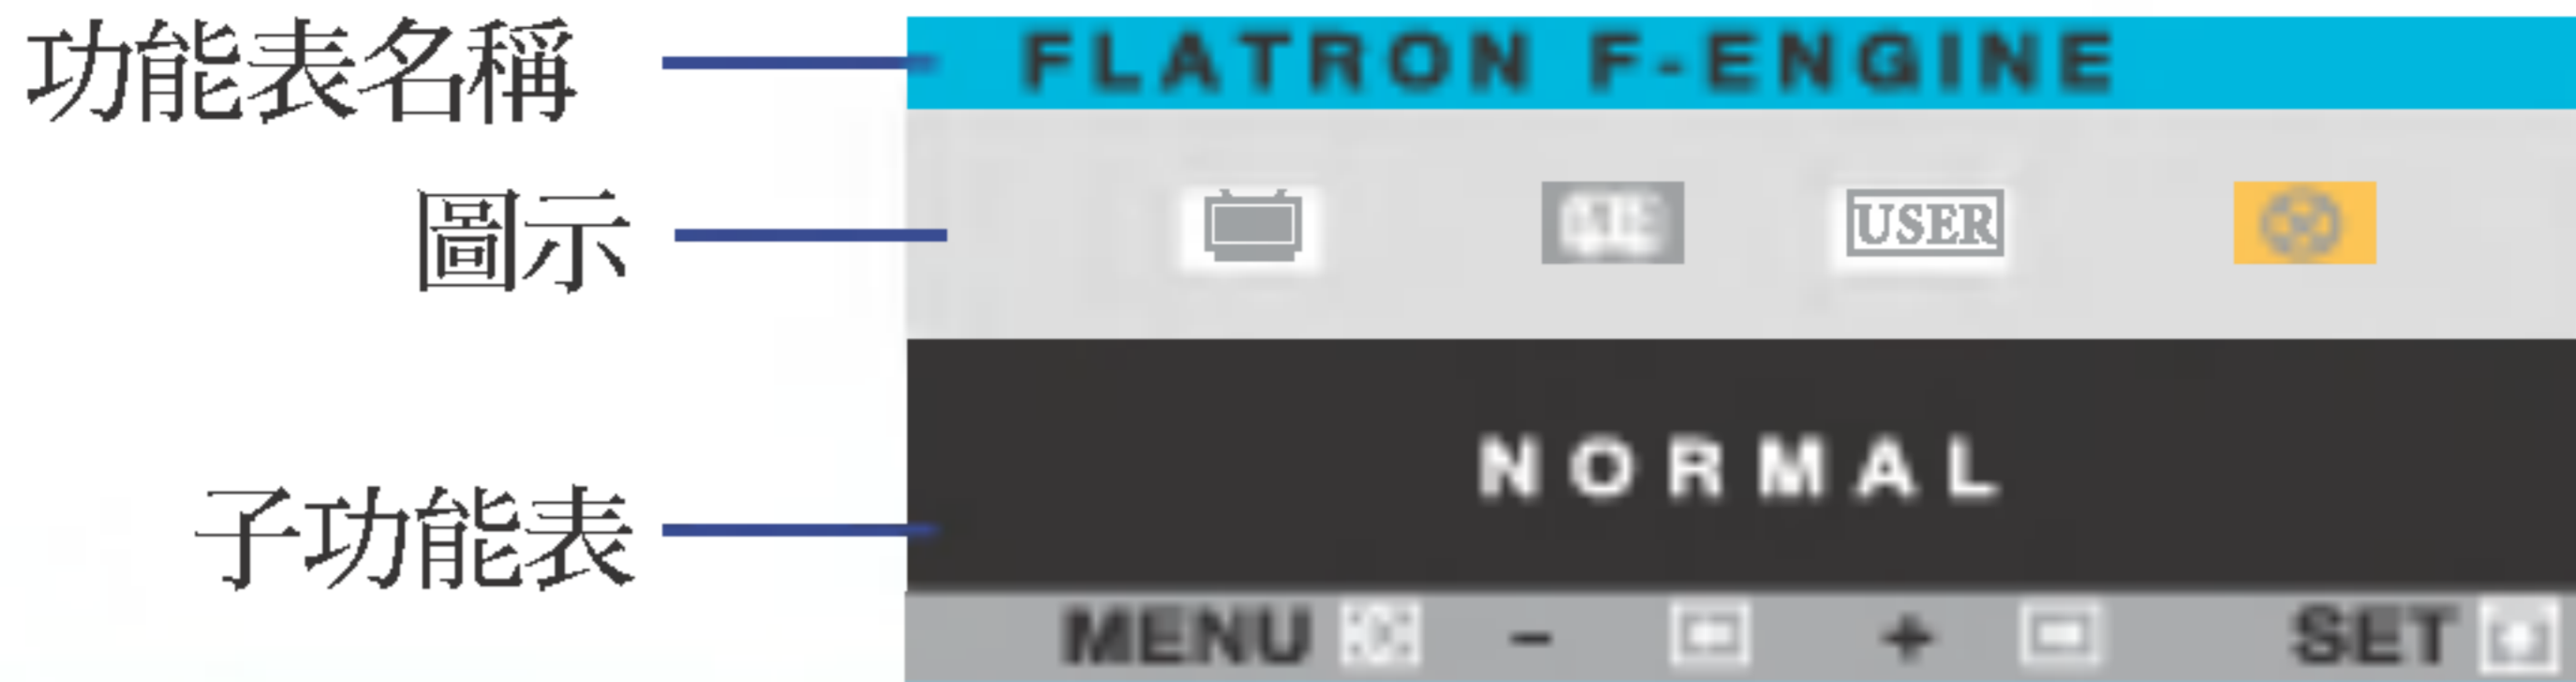 功能表名稱
FLATRON F-ENGINE
圖示
USER
子功能表
NORMAL
MENU - + SET